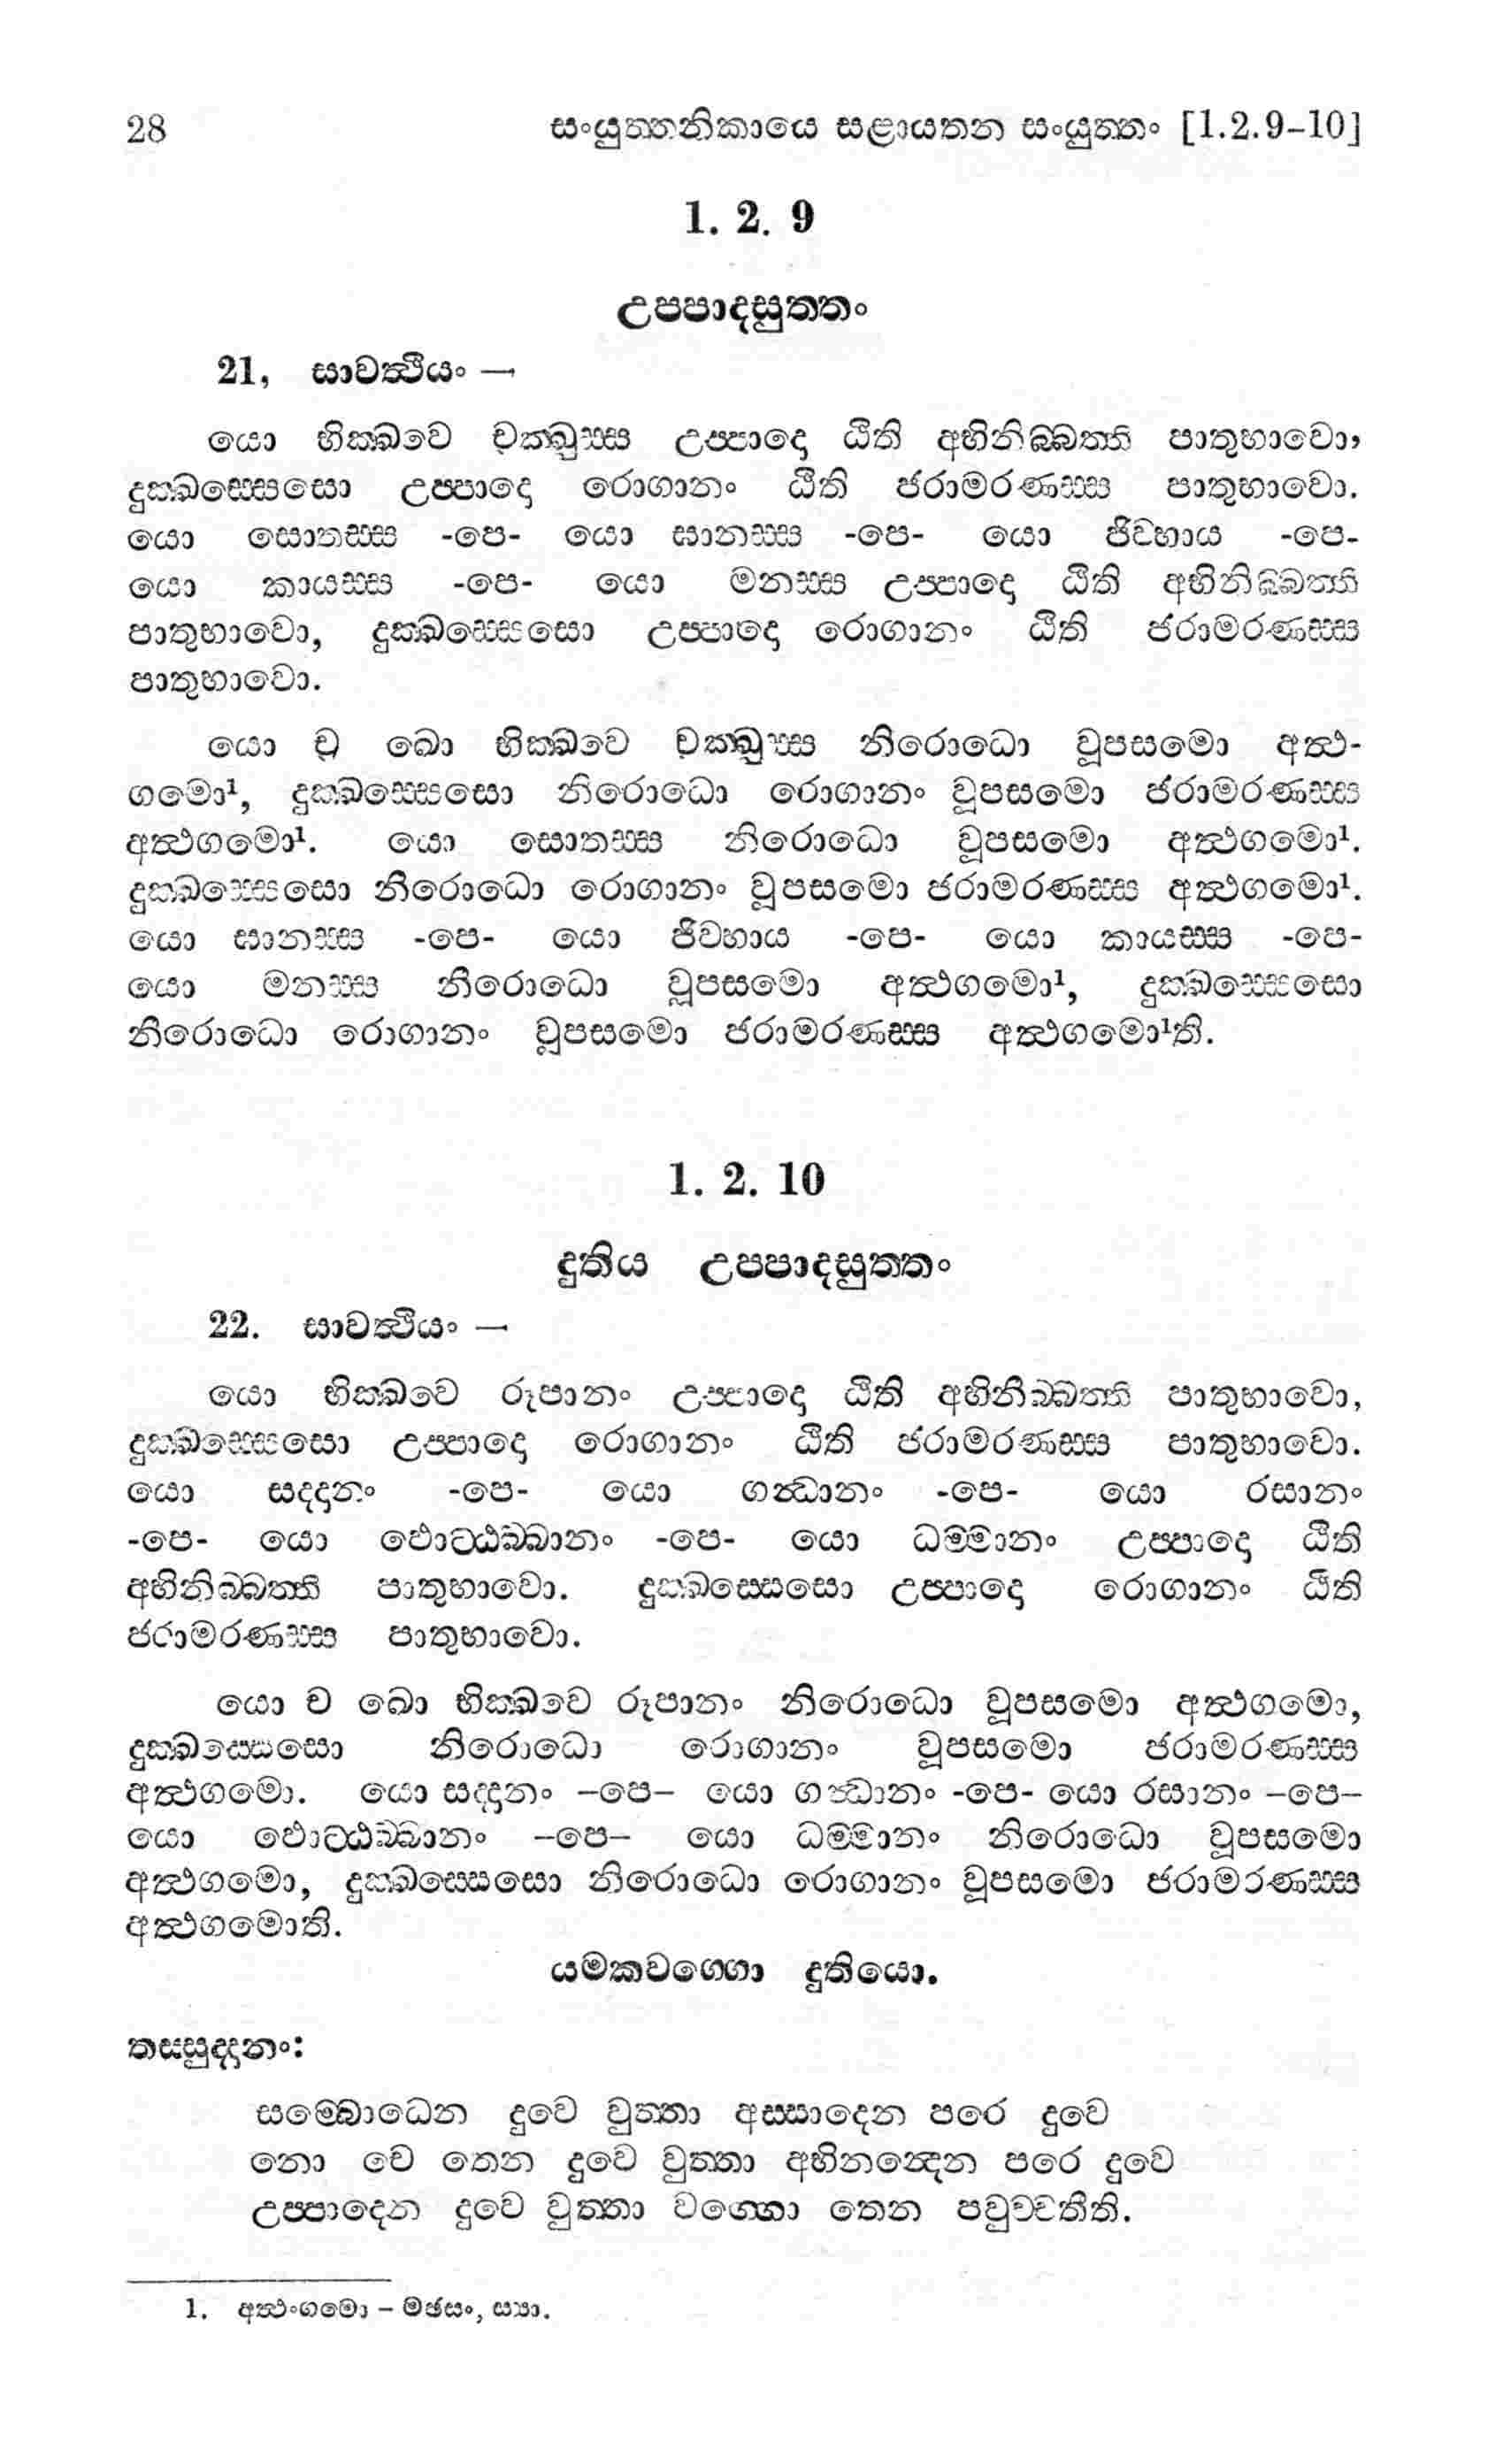 28 සංයුත්තනිකායෙ සළායතන සංයුත්තං [1.2.9-10]
1. 2. 9
උප්පාදසුත්තං
21, සාවත්ථියං —
යො භික්ඛවෙ චක්ඛුස්ස උප්පාදො ඨිති අභිනිබ්බත්ති පාතුභාවො,
දුක්ඛස්සෙසො උප්පාදො රොගානං ඨිති ජරාමරණස්ස පාතුභාවො.
යො සොතස්ස -පෙ- යො ඝානස්ස -පෙ- යො ජිව්හාය -පෙ-
යො කායස්ස -පෙ- යො මනස්ස උප්පාදො ඨිති අභිනිබ්බත්ති
පාතුභාවො, දුක්ඛස්සෙසො උප්පාදො රොගානං ඨිති ජරාමරණස්ස
පාතුභාවො.
යො ච ඛො භික්ඛවෙ චක්ඛුස්ස නිරොධො වූපසමො අත්ථ-
ගමො¹, දුක්ඛස්සෙසො නිරොධො රොගානං වූපසමො ජරාමරණස්ස
අත්ථගමො¹. යො සොතස්ස නිරොධො වූපසමො අත්ථගමො¹.
දුක්ඛස්සෙසො නිරොධො රොගානං වූපසමො ජරාමරණස්ස අත්ථගමො¹.
යො ඝානස්ස -පෙ- යො ජිව්හාය -පෙ- යො කායස්ස -පෙ-
යො මනස්ස නිරොධො වූපසමො අත්ථගමො¹, දුක්ඛස්සෙසො
නිරොධො රොගානං වූපසමො ජරාමරණස්ස අත්ථගමො¹ති.
1. 2. 10
දුතිය උප්පාදසුත්තං
22. සාවත්ථියං —
යො භික්ඛවෙ රූපානං උප්පාදො ඨිති අභිනිබ්බත්ති පාතුභාවො,
දුක්ඛස්සෙසො උප්පාදො රොගානං ඨිති ජරාමරණස්ස පාතුභාවො.
යො සද්දානං -පෙ- යො ගන්ධානං -පෙ- යො රසානං
-පෙ- යො ඵොට්ඨබ්බානං -පෙ- යො ධම්මානං උප්පාදො ඨිති
අභිනිබ්බත්ති පාතුභාවො. දුක්ඛස්සෙසො උප්පාදො රොගානං ඨිති
ජරාමරණස්ස පාතුභාවො.
යො ච ඛො භික්ඛවෙ රූපානං නිරොධො වූපසමො අත්ථගමො,
දුක්ඛස්සෙසො නිරොධො රොගානං වූපසමො ජරාමරණස්ස
අත්ථගමො. යො සද්දානං –පෙ– යො ගන්ධානං -පෙ- යො රසානං –පෙ–
යො ඵොට්ඨබ්බානං –පෙ– යො ධම්මානං නිරොධො වූපසමො
අත්ථගමො, දුක්ඛස්සෙසො නිරොධො රොගානං වූපසමො ජරාමරණස්ස
අත්ථගමොති.
යමකවග්ගො දුතියො.
තස්සුද්දානං:
සම්බොධෙන දුවෙ වුත්තා අස්සාදෙන පරෙ දුවෙ
නො චෙ තෙන දුවෙ වුත්තා අභිනන්දෙන පරෙ දුවෙ
උප්පාදෙන දුවෙ වුත්තා වග්ගො තෙන පවුච්චතීති.
1. අත්ථංගමො – මඡසං, ස්‍යා.